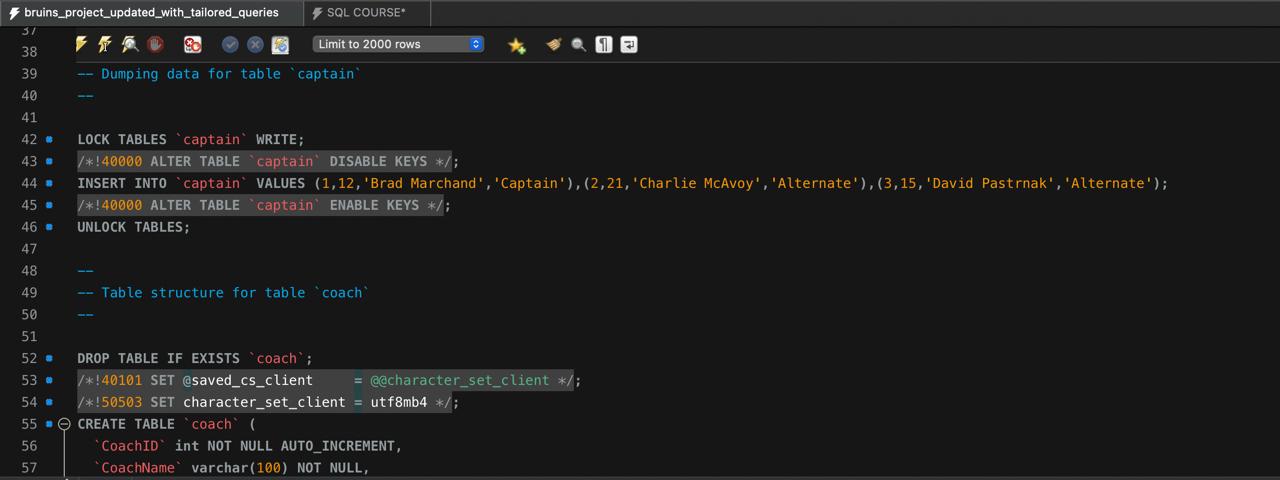 bruins_project_updated_with_tailored_queries
SQL COURSE*
Limit to 2000 rows
37
38
39 -- Dumping data for table `captain`
40 --
41
42 LOCK TABLES `captain` WRITE;
43 /*!40000 ALTER TABLE `captain` DISABLE KEYS */;
44 INSERT INTO `captain` VALUES (1,12,'Brad Marchand','Captain'),(2,21,'Charlie McAvoy','Alternate'),(3,15,'David Pastrnak','Alternate');
45 /*!40000 ALTER TABLE `captain` ENABLE KEYS */;
46 UNLOCK TABLES;
47
48 --
49 -- Table structure for table `coach`
50 --
51
52 DROP TABLE IF EXISTS `coach`;
53 /*!40101 SET @saved_cs_client     = @@character_set_client */;
54 /*!50503 SET character_set_client = utf8mb4 */;
55 CREATE TABLE `coach` (
56 `CoachID` int NOT NULL AUTO_INCREMENT,
57 `CoachName` varchar(100) NOT NULL,